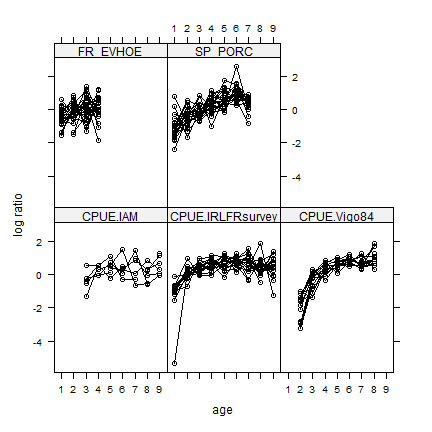 1 2 3 4 5 6 7 8 9
FR_EVHOE SP_PORC
2
0
-2
-4
CPUE.IAM CPUE.IRLFRsurvey CPUE.Vigo84
2
0
-2
-4
1 2 3 4 5 6 7 8 9 1 2 3 4 5 6 7 8 9
log ratio
age